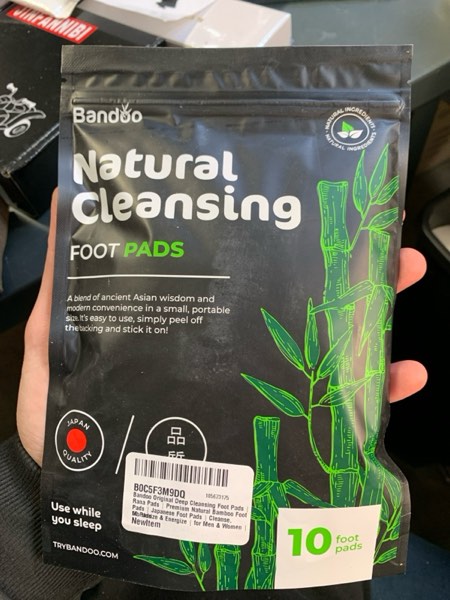 Bandoo
Natural
Cleansing
FOOT PADS
A blend of ancient Asian wisdom and
modern convenience in a small, portable
size. It's easy to use, simply peel off
the backing and stick it on!
NATURAL INGREDIENTS
JAPAN
QUALITY
品
質
B0C5F3M9DQ
Bandoo Original Deep Cleansing Foot Pads |
Pads | Premium Natural Bamboo Foot
Pads | Japanese Foot Pads | Cleanse,
& Energize | for Men & Women
NewItem
Use while
you sleep
TRYBANDOO.COM
10 foot
pads